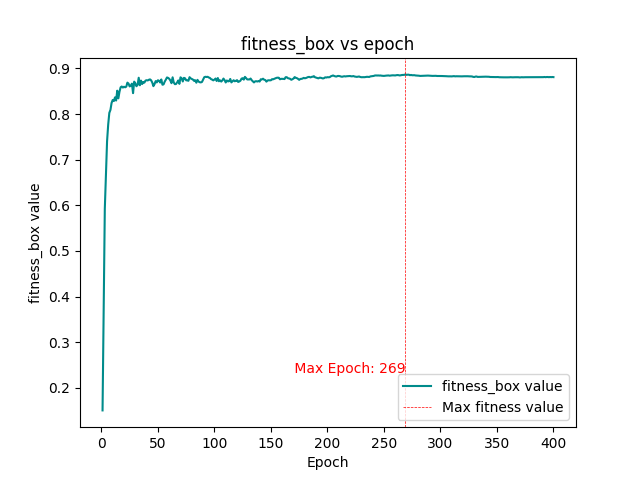 fitness_box vs epoch
fitness_box value
0.9
0.8
0.7
0.6
0.5
0.4
0.3
0.2
Max Epoch: 269
fitness_box value
Max fitness value
0 50 100 150 200 250 300 350 400
Epoch